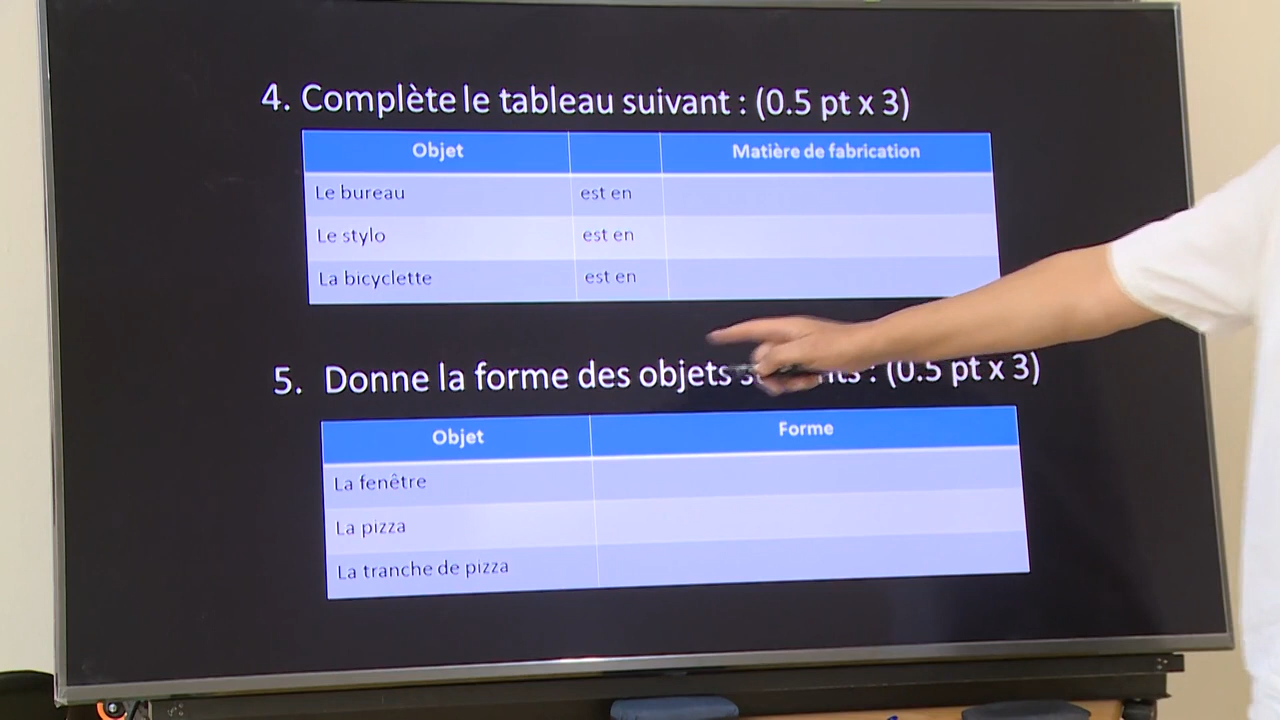 4. Complète le tableau suivant : (0.5 pt x 3)
Objet Matière de fabrication
Le bureau est en
Le stylo est en
La bicyclette est en
5. Donne la forme des objets : (0.5 pt x 3)
Objet Forme
La fenêtre
La pizza
La tranche de pizza